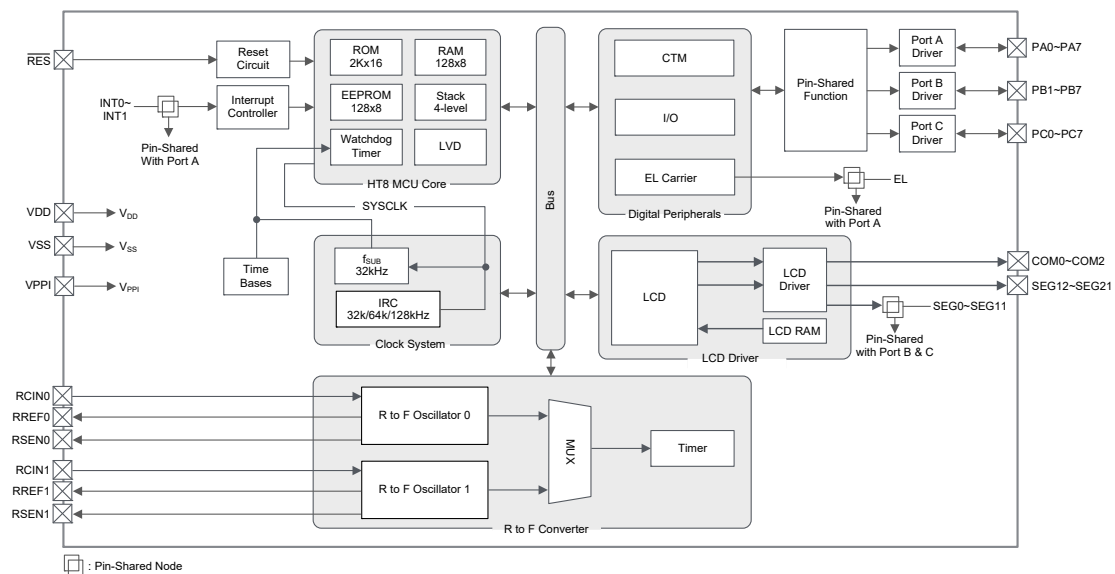 RES
Reset
Circuit
INT0~
INT1
Interrupt
Controller
Pin-Shared
With Port A
ROM
2Kx16
RAM
128x8
EEPROM
128x8
Stack
4-level
Watchdog
Timer
LVD
HT8 MCU Core
SYSCLK
VDD
VDD
VSS
VSS
VPPI
VPPI
Time
Bases
fSUB
32kHz
IRC
32k/64k/128kHz
Clock System
Bus
CTM
I/O
EL Carrier
Digital Peripherals
Pin-Shared
Function
Port A
Driver
Port B
Driver
Port C
Driver
PA0~PA7
PB1~PB7
PC0~PC7
EL
Pin-Shared
with Port A
LCD
LCD
Driver
LCD RAM
LCD Driver
COM0~COM2
SEG12~SEG21
SEG0~SEG11
Pin-Shared
with Port B & C
RCIN0
RREF0
RSEN0
RCIN1
RREF1
RSEN1
R to F Oscillator 0
R to F Oscillator 1
MUX
Timer
R to F Converter
: Pin-Shared Node